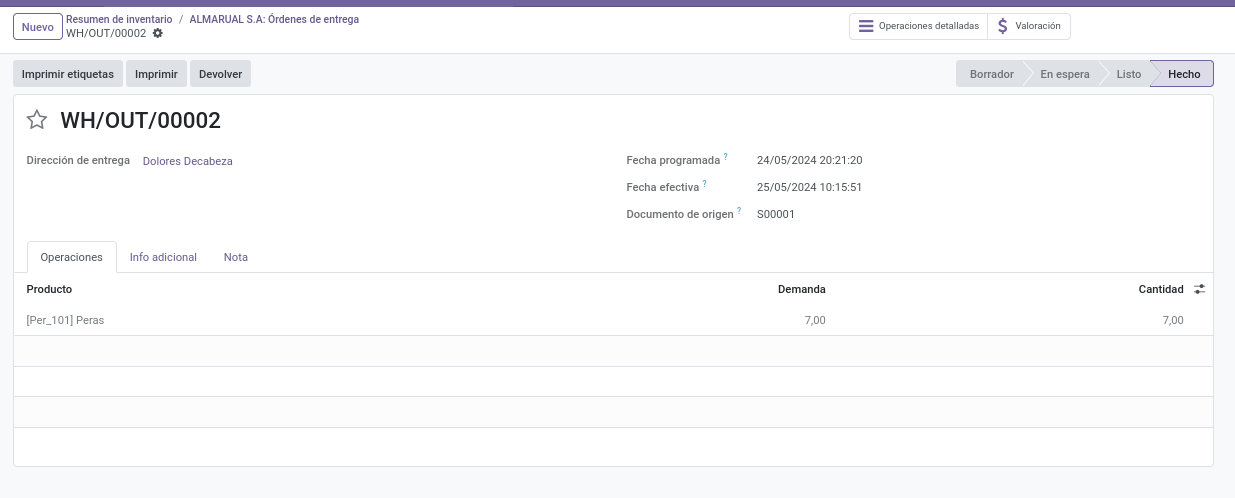 Nuevo
Resumen de inventario / ALMARUAL S.A: Órdenes de entrega
WH/OUT/00002
Operaciones detalladas
$ Valoración
Imprimir etiquetas Imprimir Devolver
Borrador En espera Listo Hecho
WH/OUT/00002
Dirección de entrega Dolores Decabeza
Fecha programada ? 24/05/2024 20:21:20
Fecha efectiva ? 25/05/2024 10:15:51
Documento de origen ? S00001
Operaciones Info adicional Nota
Producto Demanda Cantidad
[Per_101] Peras 7,00 7,00